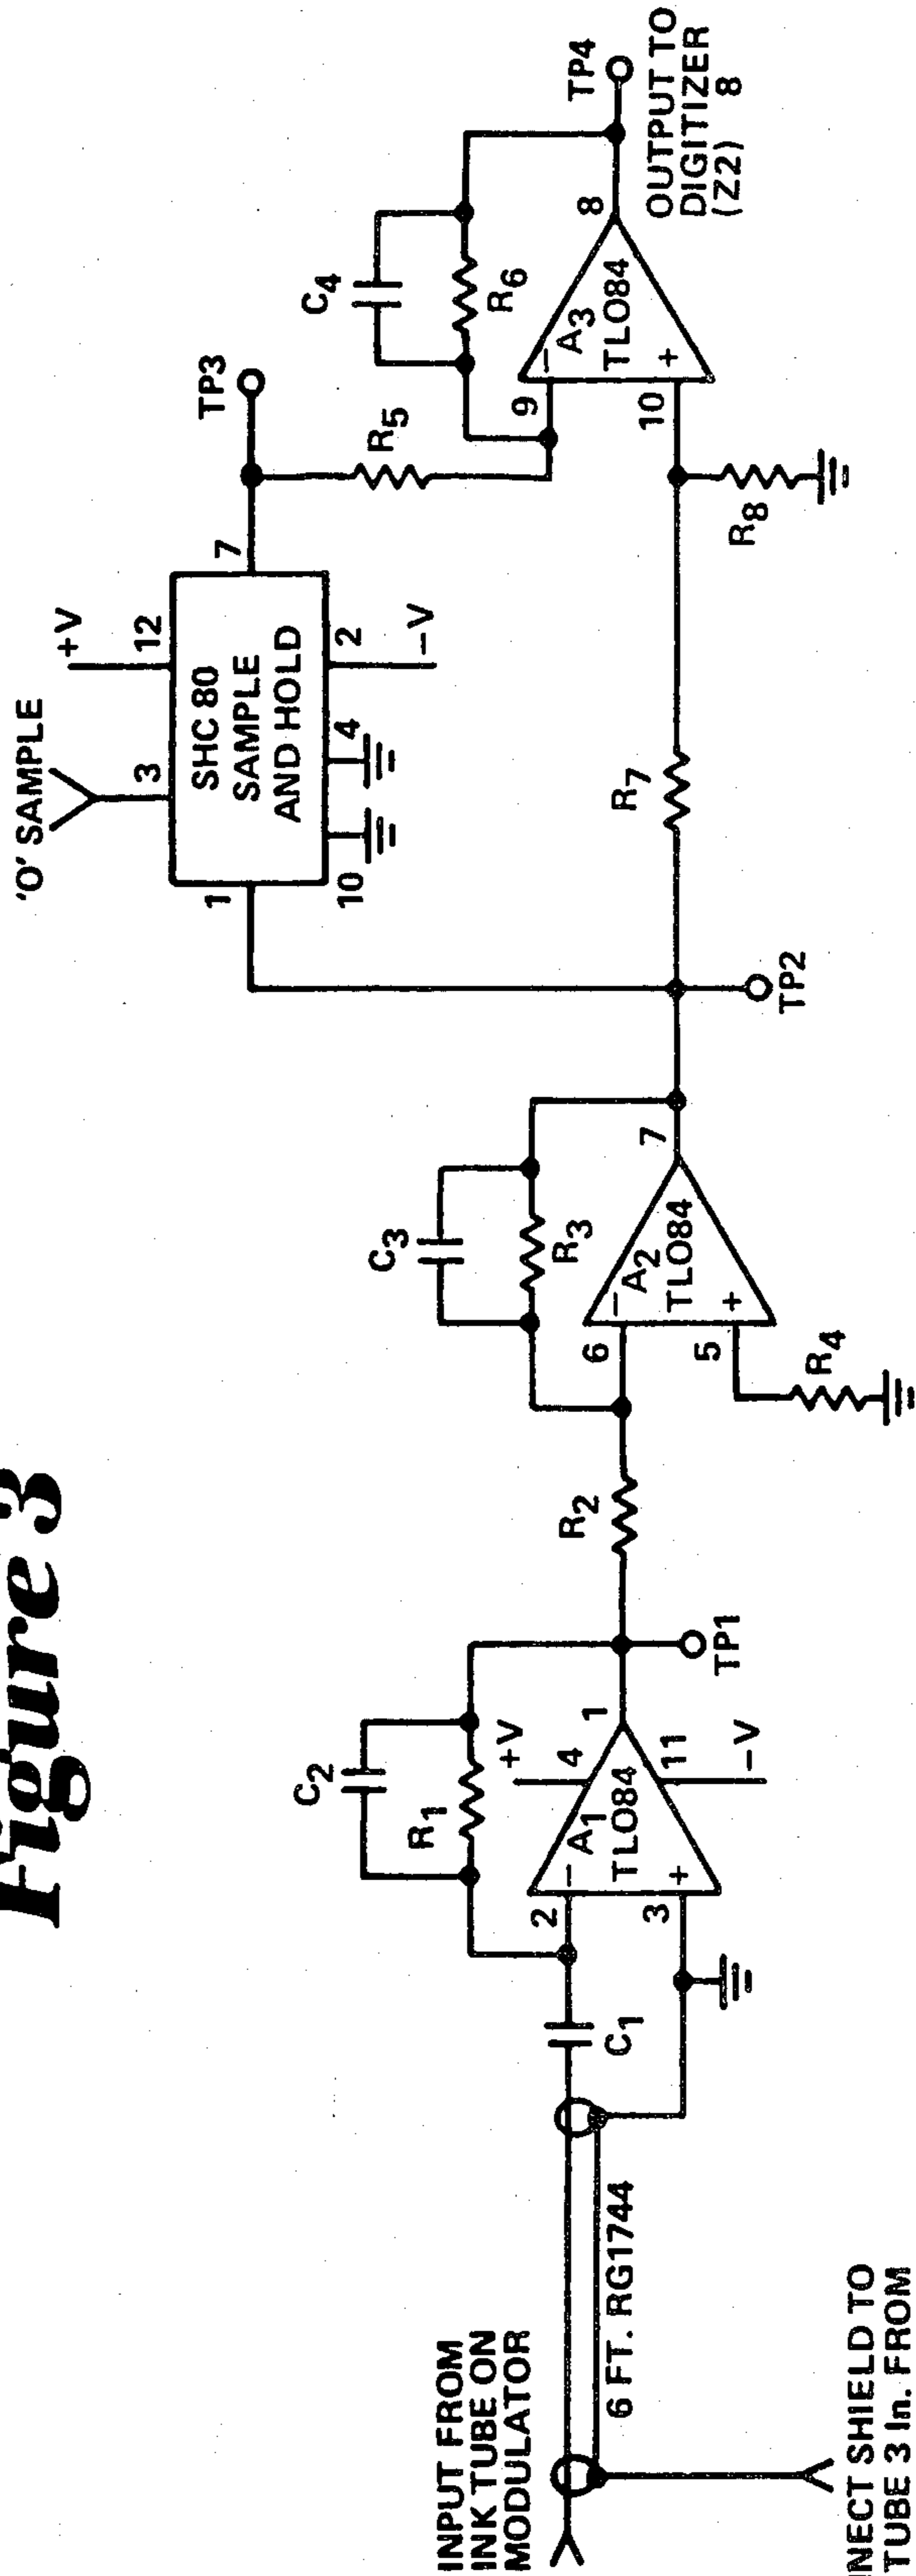 Figure 3
INPUT FROM
INK TUBE ON
MODULATOR
6 FT. RG1744
NECT SHIELD TO
TUBE 3 In. FROM
C1
2
3
−
+
A1
TLO84
R1
C2
+V
4
11
−V
1
TP1
R2
6
5
−
+
A2
TLO84
R3
C3
R4
7
TP2
'O' SAMPLE
+V
3
12
1
SHC 80
SAMPLE
AND HOLD
7
10
4
2
−V
TP3
R5
R7
R8
9
10
−
+
A3
TLO84
R6
C4
8
TP4
OUTPUT TO
DIGITIZER
(Z2) 8